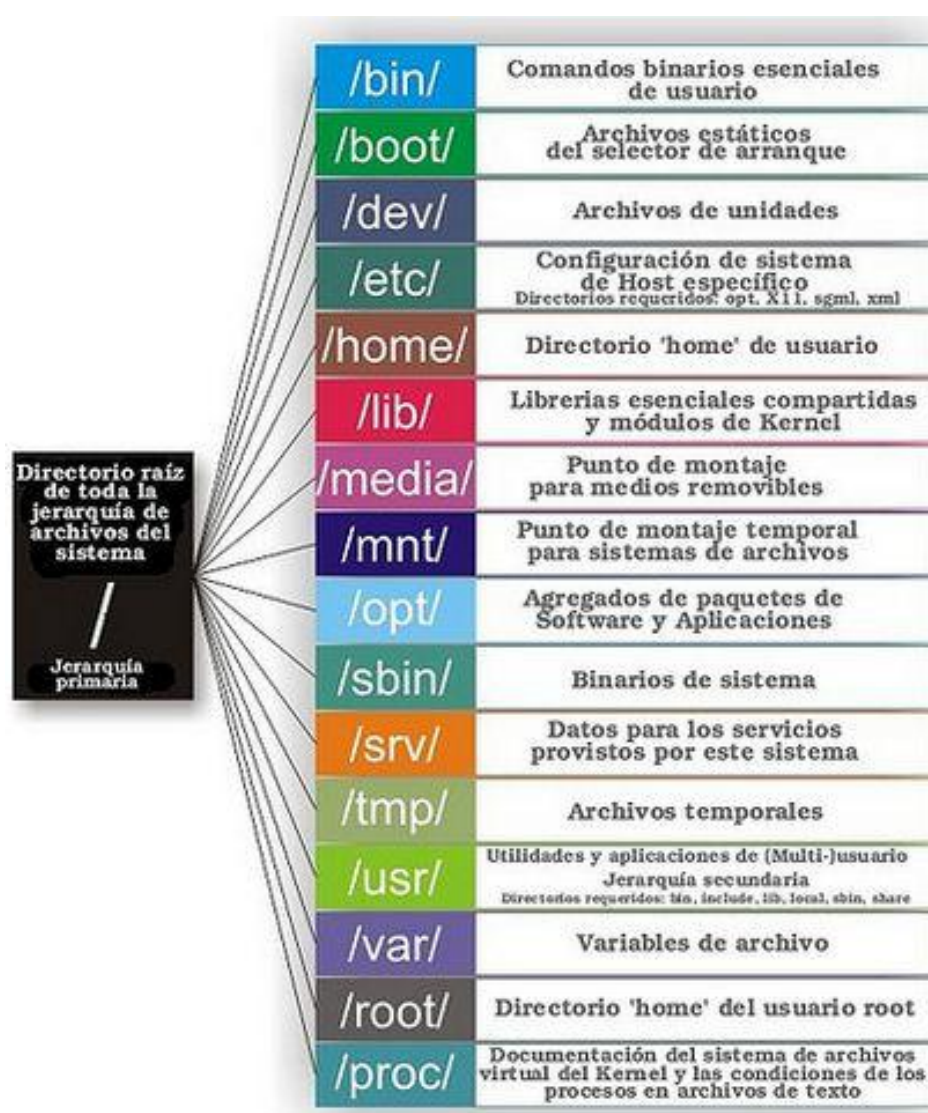 Directorio raíz
de toda la
jerarquía de
archivos del
sistema
/
Jerarquía
primaria
/bin/
Comandos binarios esenciales
de usuario
/boot/
Archivos estáticos
del selector de arranque
/dev/
Archivos de unidades
/etc/
Configuración de sistema
de Host específico
Directorios requeridos: opt, X11, sgml, xml
/home/
Directorio 'home' de usuario
/lib/
Librerias esenciales compartidas
y módulos de Kernel
/media/
Punto de montaje
para medios removibles
/mnt/
Punto de montaje temporal
para sistemas de archivos
/opt/
Agregados de paquetes de
Software y Aplicaciones
/sbin/
Binarios de sistema
/srv/
Datos para los servicios
provistos por este sistema
/tmp/
Archivos temporales
/usr/
Utilidades y aplicaciones de (Multi-)usuario
Jerarquía secundaria
Directorios requeridos: bin, include, lib, local, sbin, share
/var/
Variables de archivo
/root/
Directorio 'home' del usuario root
/proc/
Documentación del sistema de archivos
virtual del Kernel y las condiciones de los
procesos en archivos de texto